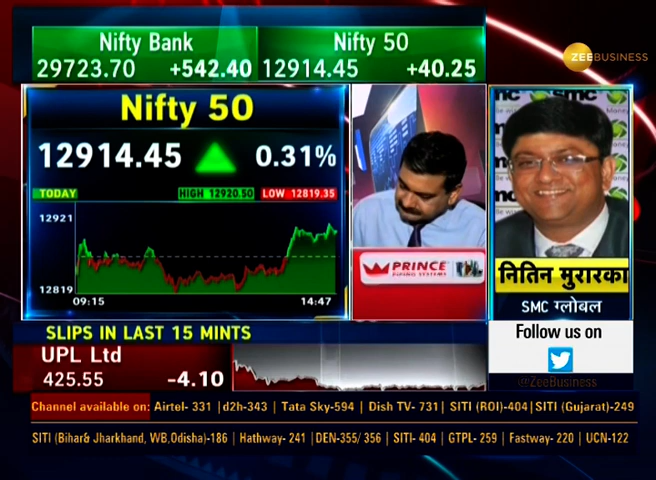 Nifty Bank
29723.70 +542.40
Nifty 50
12914.45 +40.25
ZEEBUSINESS
Nifty 50
12914.45 0.31%
TODAY HIGH 12920.50 LOW 12819.35
12921
12819
09:15 14:47
PRINCE
PIPING SYSTEMS
smc
Money
नितिन मुरारका
SMC ग्लोबल
SLIPS IN LAST 15 MINTS
UPL Ltd
425.55 -4.10
Follow us on
@ZeeBusiness
Channel available on: Airtel- 331 | d2h-343 | Tata Sky-594 | Dish TV- 731 | SITI (ROI)-404 | SITI (Gujarat)-249
SITI (Bihar& Jharkhand, WB,Odisha)-186 | Hathway- 241 | DEN-355/ 356 | SITI- 404 | GTPL- 259 | Fastway- 220 | UCN-122